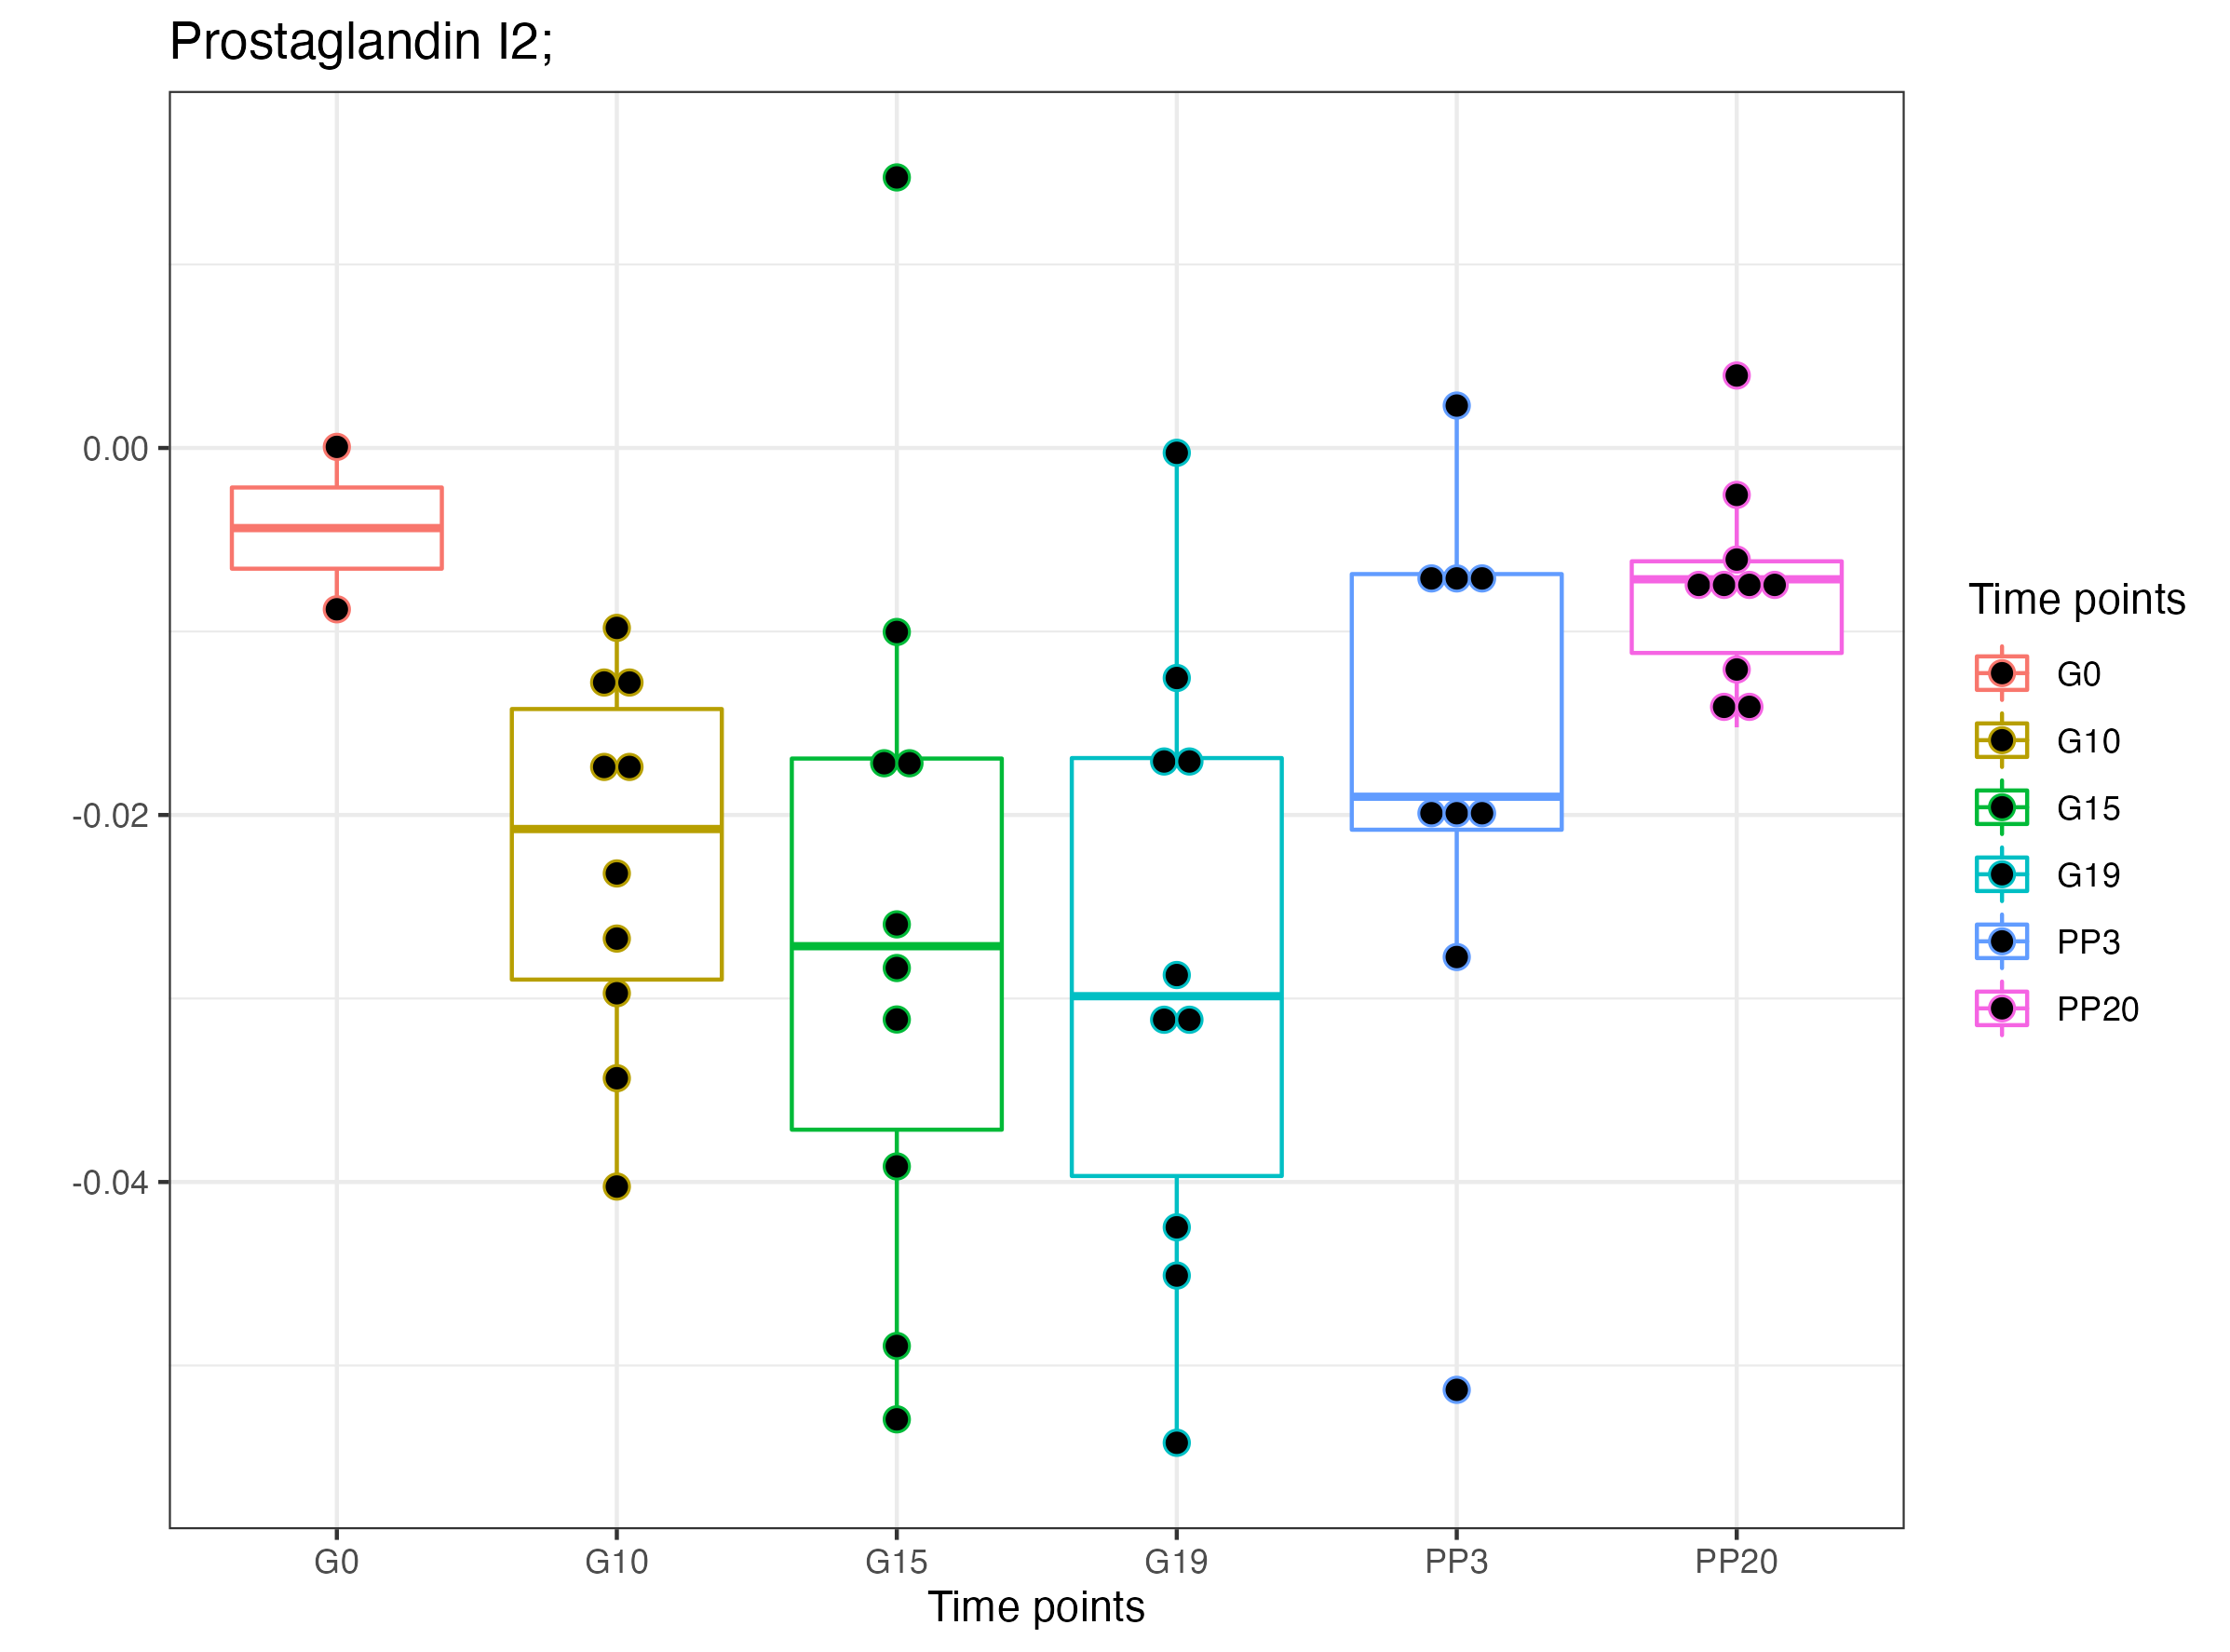 Prostaglandin I2;
0.00
-0.02
-0.04
G0 G10 G15 G19 PP3 PP20
Time points
Time points
G0
G10
G15
G19
PP3
PP20